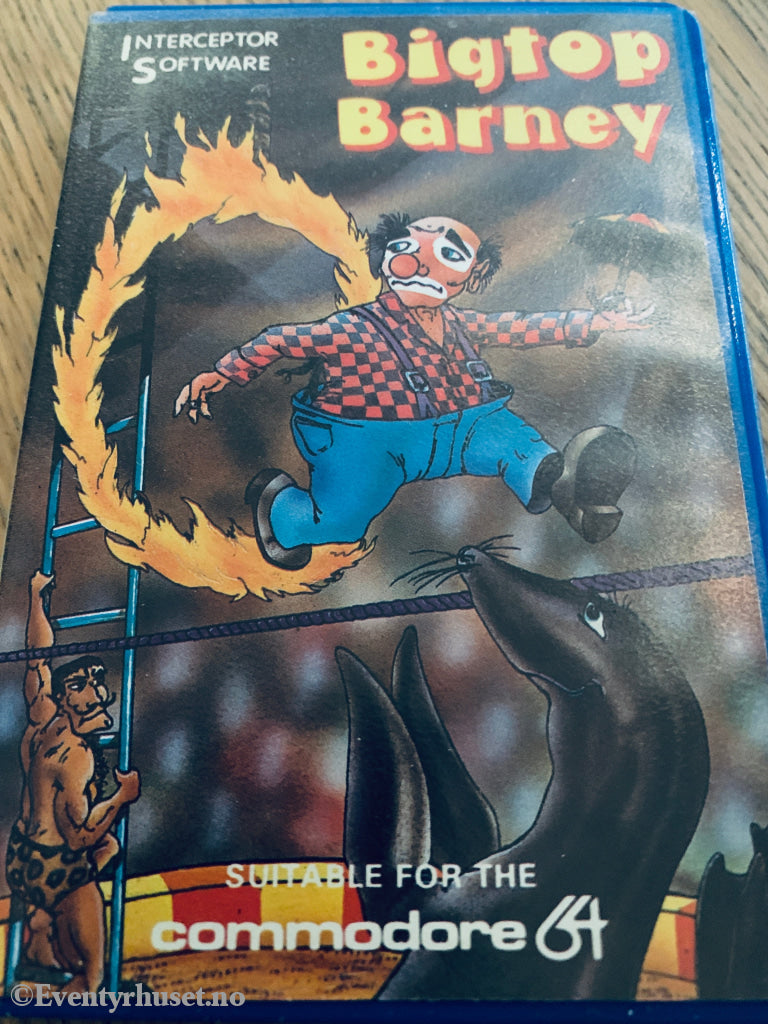 INTERCEPTOR
SOFTWARE
Bigtop
Barney
SUITABLE FOR THE
commodore 64
©Eventyrhuset.no